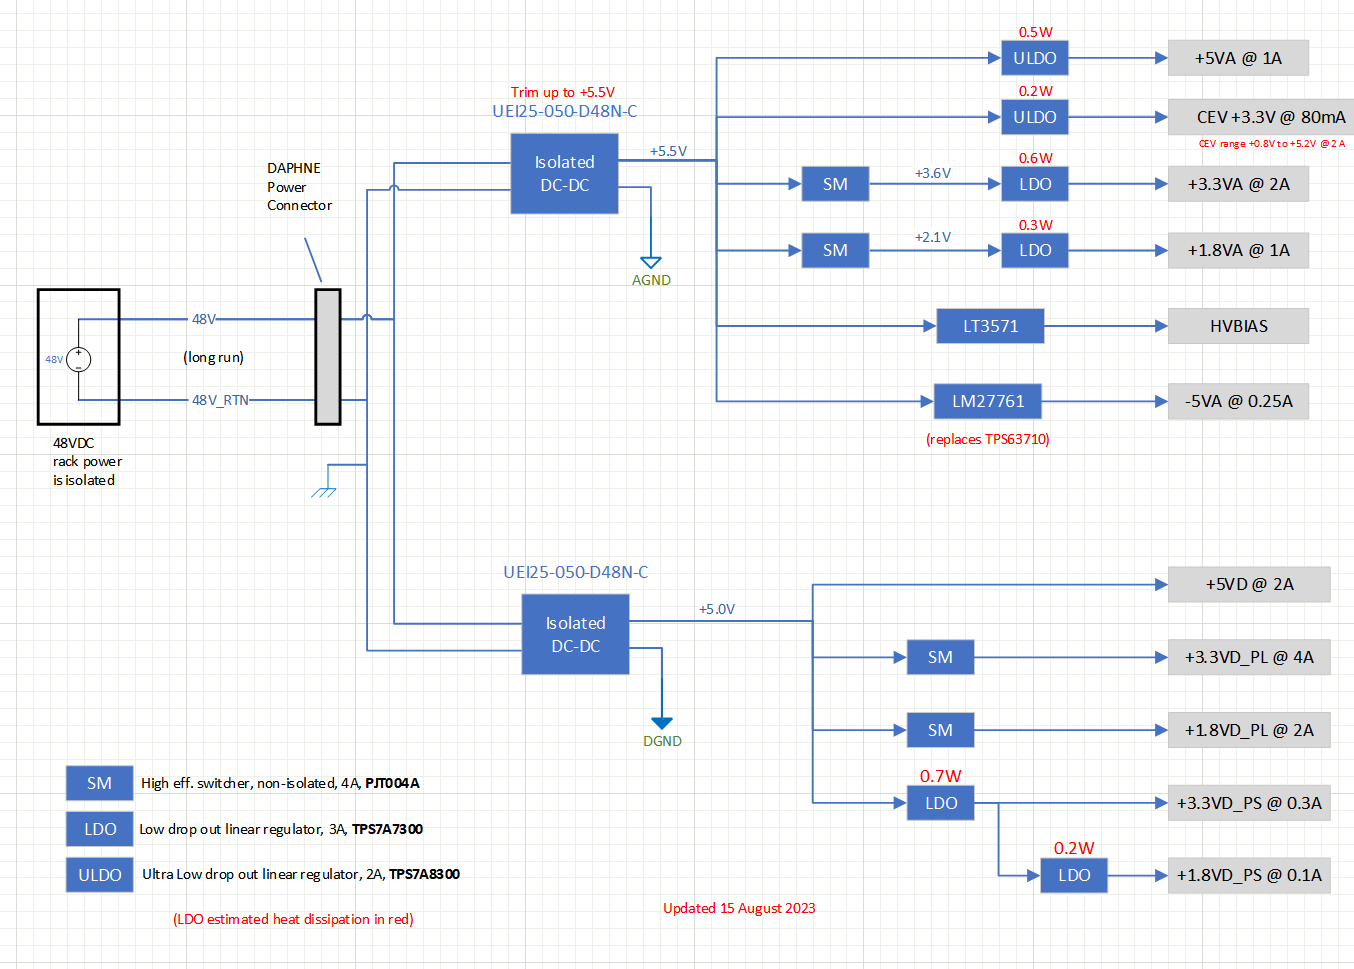 0.5W
ULDO
+5VA @ 1A
Trim up to +5.5V
UEI25-050-D48N-C
0.2W
ULDO
CEV +3.3V @ 80mA
CEV range +0.8V to +5.2V @2 A
Isolated
DC-DC
+5.5V
DAPHNE
Power
Connector
0.6W
SM
+3.6V
LDO
+3.3VA @ 2A
0.3W
SM
+2.1V
LDO
+1.8VA @ 1A
AGND
48V
(long run)
48V
48V_RTN
LT3571
HVBIAS
LM27761
-5VA @ 0.25A
(replaces TPS63710)
48VDC
rack power
is isolated
UEI25-050-D48N-C
Isolated
DC-DC
+5.0V
+5VD @ 2A
SM
+3.3VD_PL @ 4A
SM
+1.8VD_PL @ 2A
DGND
0.7W
LDO
+3.3VD_PS @ 0.3A
0.2W
LDO
+1.8VD_PS @ 0.1A
SM
High eff. switcher, non-isolated, 4A, PJT004A
LDO
Low drop out linear regulator, 3A, TPS7A7300
ULDO
Ultra Low drop out linear regulator, 2A, TPS7A8300
(LDO estimated heat dissipation in red)
Updated 15 August 2023